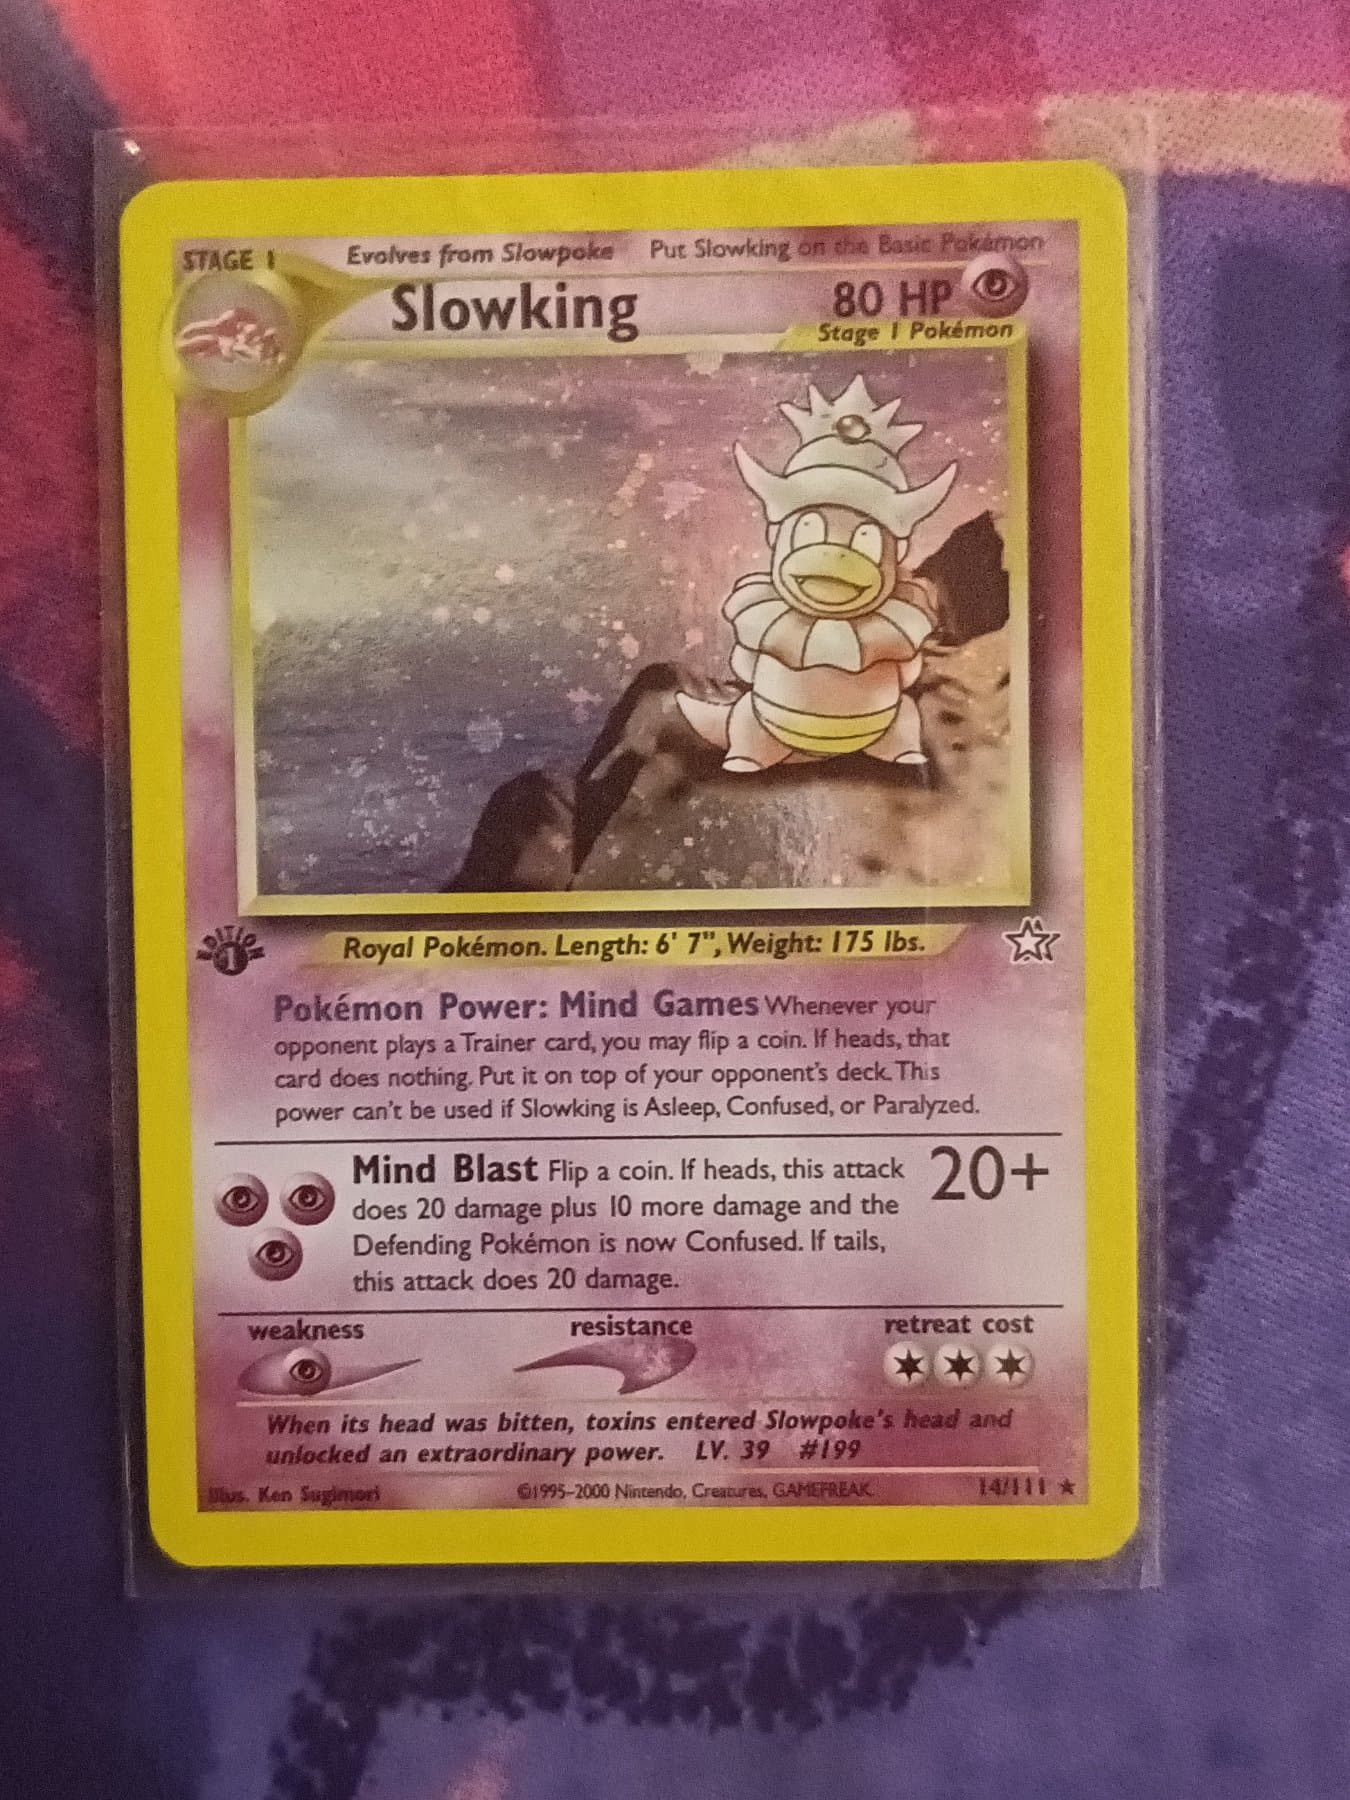 STAGE 1 Evolves from Slowpoke Put Slowking on the Basic Pokémon
Slowking 80 HP
Stage 1 Pokémon
EDITION
1
Royal Pokémon. Length: 6' 7", Weight: 175 lbs.
Pokémon Power: Mind Games Whenever your
opponent plays a Trainer card, you may flip a coin. If heads, that
card does nothing. Put it on top of your opponent's deck. This
power can't be used if Slowking is Asleep, Confused, or Paralyzed.
Mind Blast Flip a coin. If heads, this attack 20+
does 20 damage plus 10 more damage and the
Defending Pokémon is now Confused. If tails,
this attack does 20 damage.
weakness resistance retreat cost
When its head was bitten, toxins entered Slowpoke's head and
unlocked an extraordinary power. LV. 39 #199
Illus. Ken Sugimori ©1995–2000 Nintendo, Creatures, GAMEFREAK. 14/111 ★